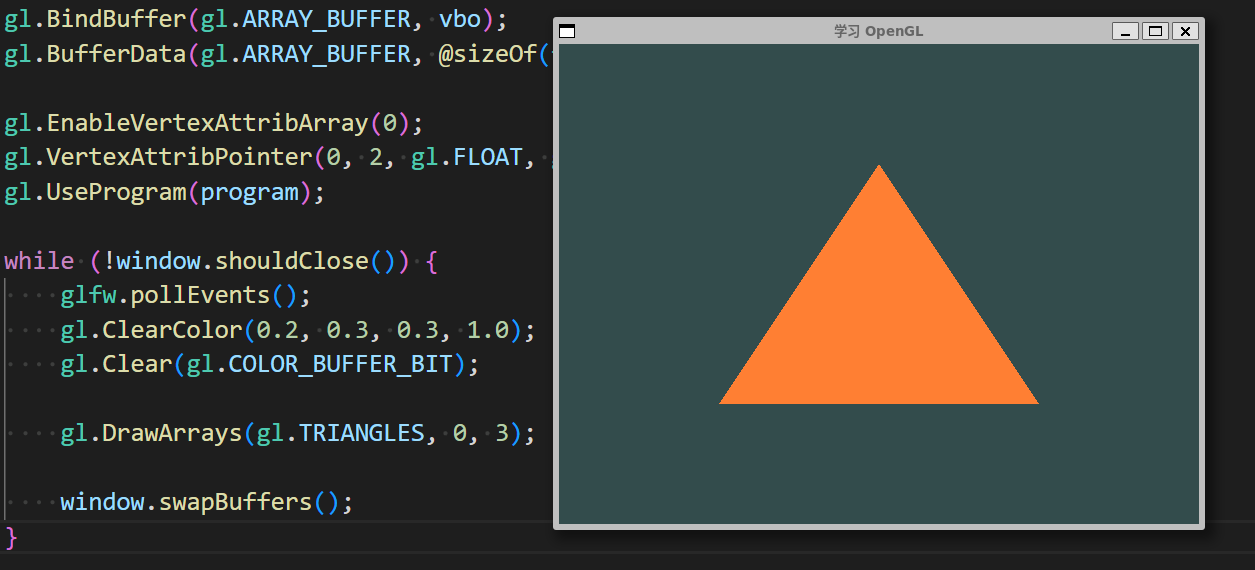 gl.BindBuffer(gl.ARRAY_BUFFER, vbo);
gl.BufferData(gl.ARRAY_BUFFER, @sizeOf(
gl.EnableVertexAttribArray(0);
gl.VertexAttribPointer(0, 2, gl.FLOAT,
gl.UseProgram(program);
while (!window.shouldClose()) {
glfw.pollEvents();
gl.ClearColor(0.2, 0.3, 0.3, 1.0);
gl.Clear(gl.COLOR_BUFFER_BIT);
gl.DrawArrays(gl.TRIANGLES, 0, 3);
window.swapBuffers();
}
学习 OpenGL